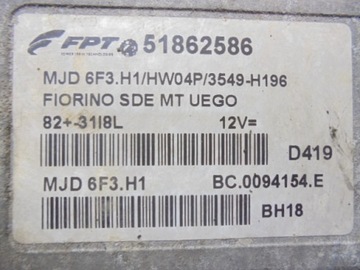 FPT 51862586
MJD 6F3.H1/HW04P/3549-H196
FIORINO SDE MT UEGO
82+-31I8L 12V=
D419
MJD 6F3.H1 BC.0094154.E
BH18